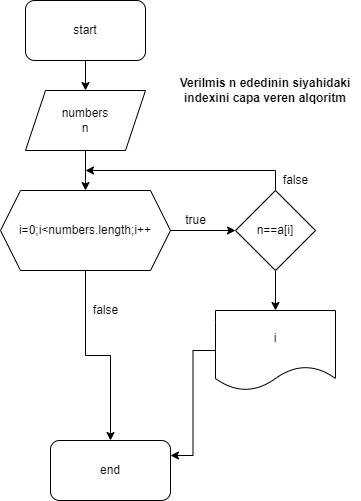 start
Verilmis n ededinin siyahidaki
indexini capa veren alqoritm
numbers
n
false
i=0;i<numbers.length;i++
true
n==a[i]
false
i
end